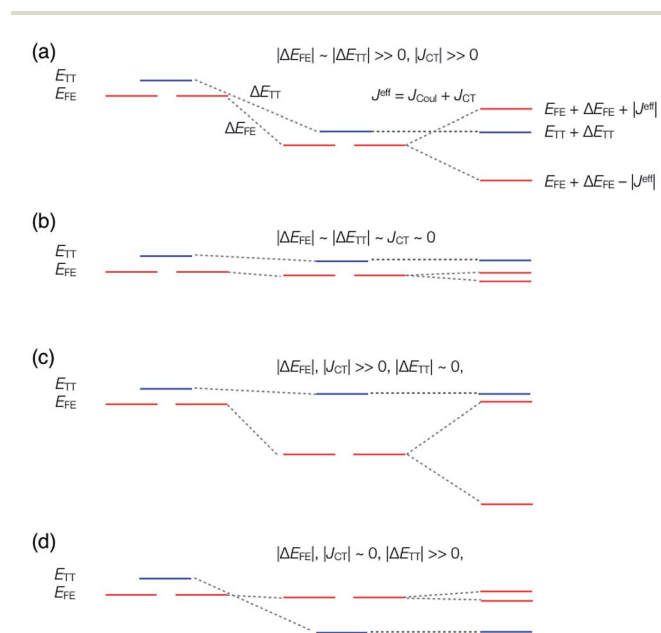 (a)
|ΔE_FE| ~ |ΔE_TT| >> 0, |J_CT| >> 0
E_TT
E_FE
ΔE_TT
ΔE_FE
J^eff = J_Coul + J_CT
E_FE + ΔE_FE + |J^eff|
E_TT + ΔE_TT
E_FE + ΔE_FE − |J^eff|
(b)
|ΔE_FE| ~ |ΔE_TT| ~ J_CT ~ 0
E_TT
E_FE
(c)
|ΔE_FE|, |J_CT| >> 0, |ΔE_TT| ~ 0,
E_TT
E_FE
(d)
|ΔE_FE|, |J_CT| ~ 0, |ΔE_TT| >> 0,
E_TT
E_FE